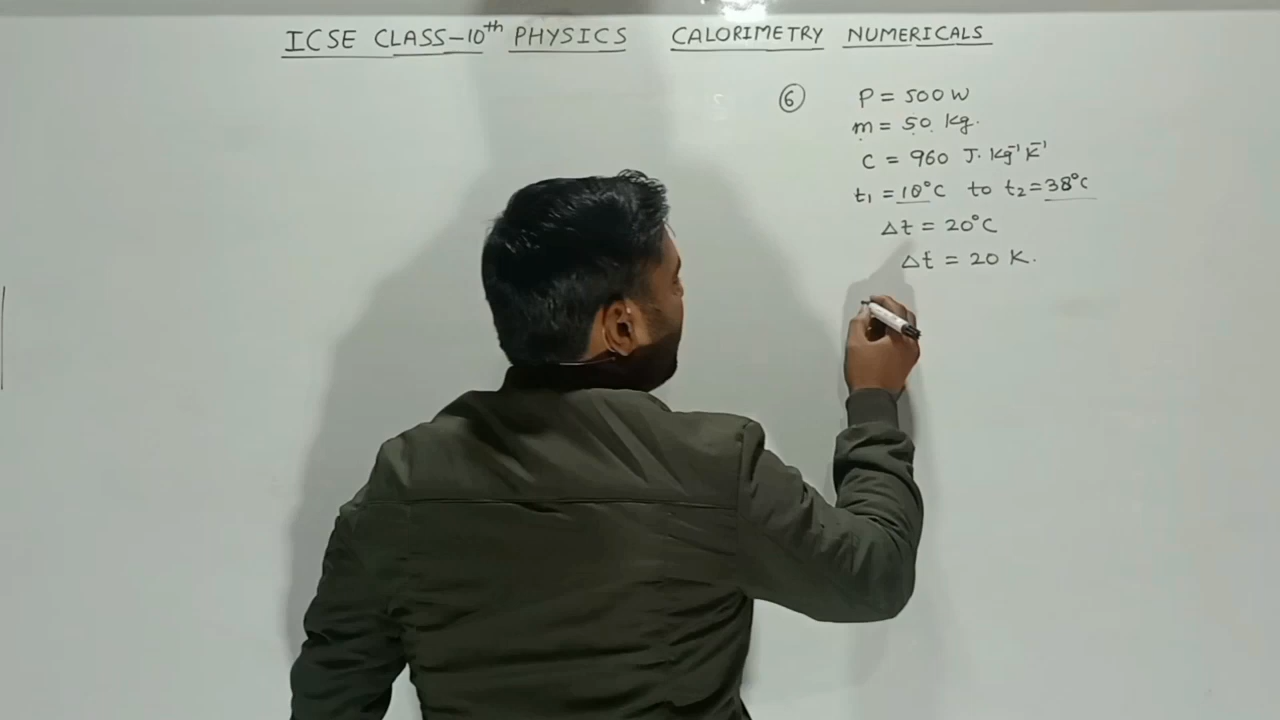 ICSE CLASS-10th PHYSICS CALORIMETRY NUMERICALS
⑥ P = 500 W
m = 50 kg.
C = 960 J. Kg⁻¹ K⁻¹
t₁ = 18°C to t₂ = 38°C
Δt = 20°C
Δt = 20 K.